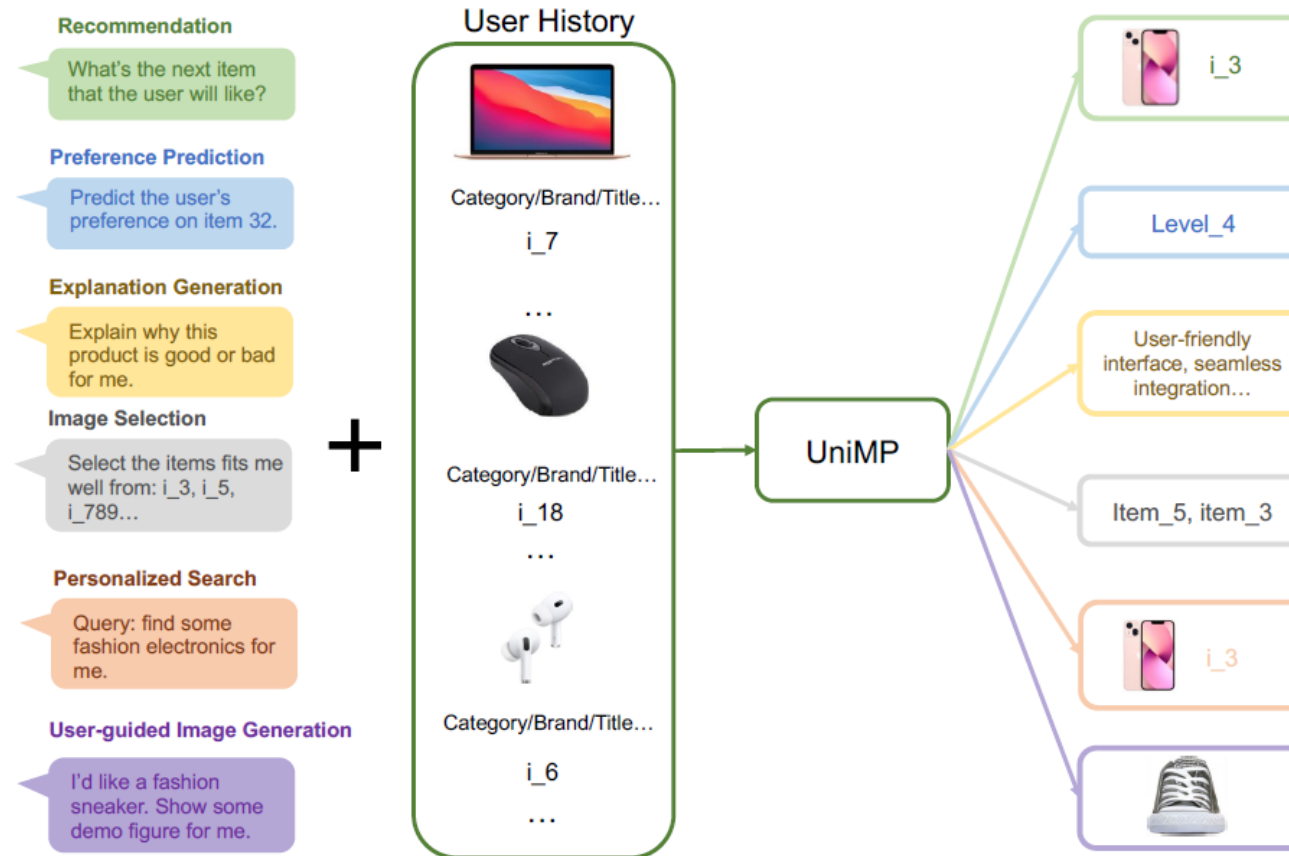 Recommendation
What's the next item
that the user will like?
Preference Prediction
Predict the user's
preference on item 32.
Explanation Generation
Explain why this
product is good or bad
for me.
Image Selection
Select the items fits me
well from: i_3, i_5,
i_789…
Personalized Search
Query: find some
fashion electronics for
me.
User-guided Image Generation
I'd like a fashion
sneaker. Show some
demo figure for me.
+
User History
Category/Brand/Title…
i_7
…
Category/Brand/Title…
i_18
…
Category/Brand/Title…
i_6
…
UniMP
i_3
Level_4
User-friendly
interface, seamless
integration…
Item_5, item_3
i_3